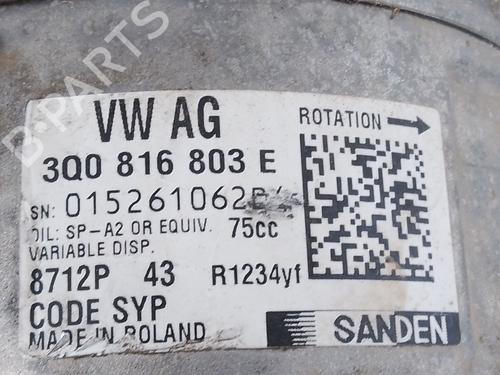 B-PARTS
VW AG
ROTATION
3Q0 816 803 E
SN: 015261062
OIL: SP-A2 OR EQUIV. 75cc
VARIABLE DISP.
8712P 43 R1234yf
CODE SYP
MADE IN POLAND
SANDEN